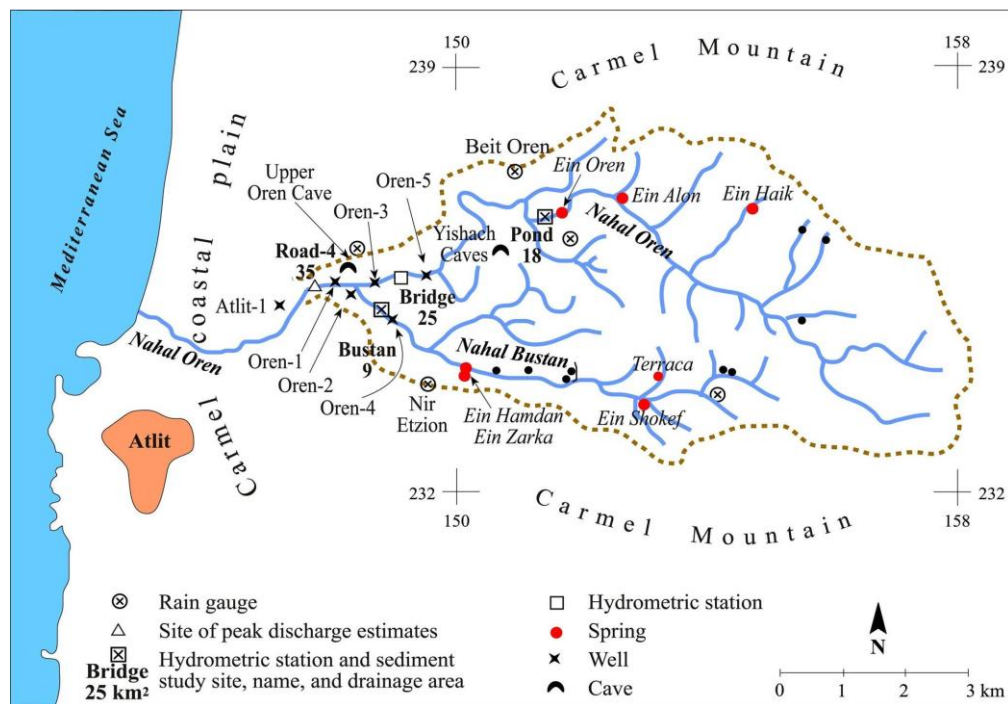 150
158
239
239
Carmel Mountain
Mediterranean Sea
coastal plain
Carmel
Beit Oren
Ein Oren
Upper
Oren Cave
Oren-5
Ein Alon
Ein Haik
Oren-3
Yishach
Caves
Pond
18
Nahal Oren
Road-4
35
Bridge
25
Atlit-1
Nahal Oren
Oren-1
Bustan
9
Nahal Bustan
Terraca
Oren-2
Oren-4
Nir
Etzion
Ein Hamdan
Ein Zarka
Ein Shokef
Atlit
232
232
150
158
Carmel Mountain
Rain gauge
Site of peak discharge estimates
Bridge
25 km²
Hydrometric station and sediment
study site, name, and drainage area
Hydrometric station
Spring
Well
Cave
N
0 1 2 3 km